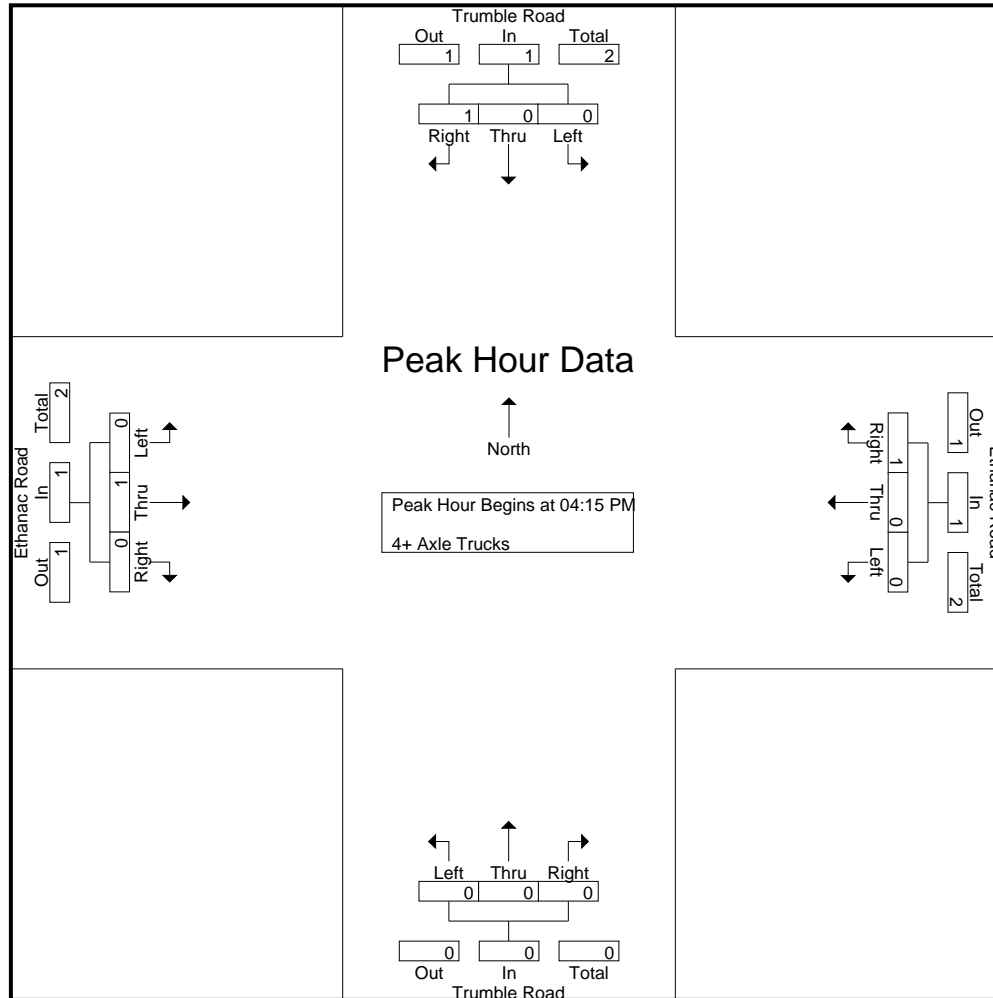 Trumble Road
Out In Total
1 1 2
1 0 0
Right Thru Left
Peak Hour Data
North
Peak Hour Begins at 04:15 PM
4+ Axle Trucks
Ethanac Road
Total In Out
2 1 1
0 1 0
Left Thru Right
Ethanac Road
Out In Total
1 1 2
1 0 0
Right Thru Left
Left Thru Right
0 0 0
0 0 0
Out In Total
Trumble Road